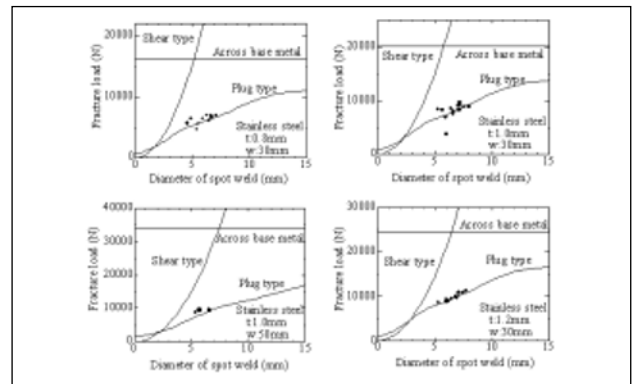 20000
Shear type
Across base metal
Fracture load (N)
10000
Plug type
Stainless steel
t:0.8mm
w:30mm
0
0 5 10 15
Diameter of spot weld (mm)
20000
Shear type
Across base metal
Fracture load (N)
10000
Plug type
Stainless steel
t:1.0mm
w:30mm
0
0 5 10 15
Diameter of spot weld (mm)
40000
30000
Across base metal
Shear type
Fracture load (N)
20000
Plug type
10000
Stainless steel
t:1.0mm
w:50mm
0
0 5 10 15
Diameter of spot weld (mm)
30000
Across base metal
Shear type
20000
Fracture load (N)
Plug type
10000
Stainless steel
t:1.2mm
w:30mm
0
0 5 10 15
Diameter of spot weld (mm)